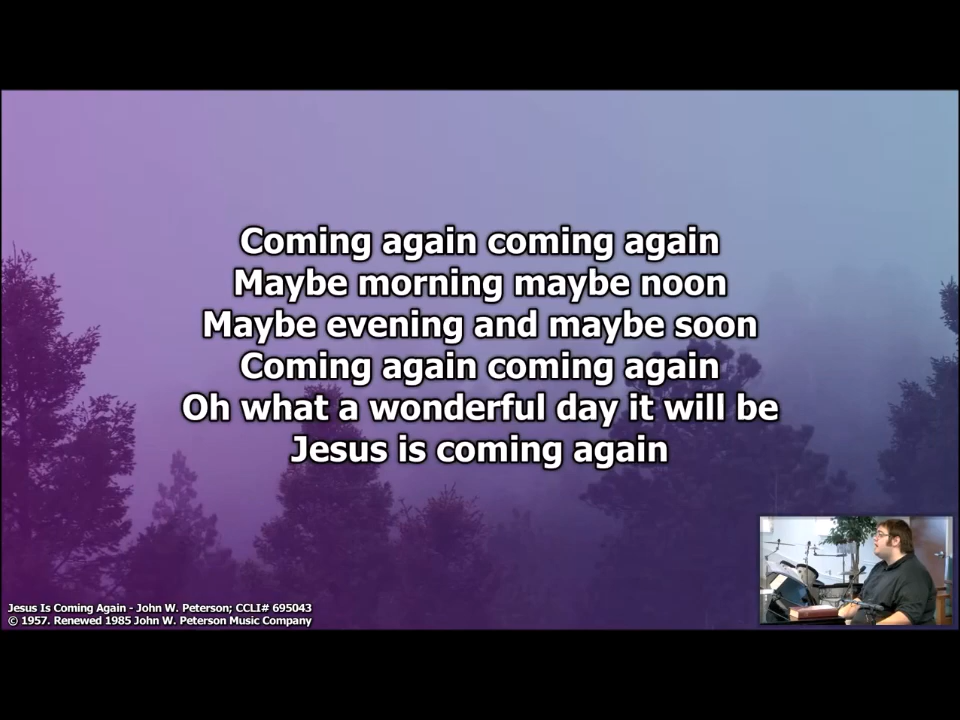 Coming again coming again
Maybe morning maybe noon
Maybe evening and maybe soon
Coming again coming again
Oh what a wonderful day it will be
Jesus is coming again
Jesus Is Coming Again - John W. Peterson; CCLI# 695043
© 1957. Renewed 1985 John W. Peterson Music Company